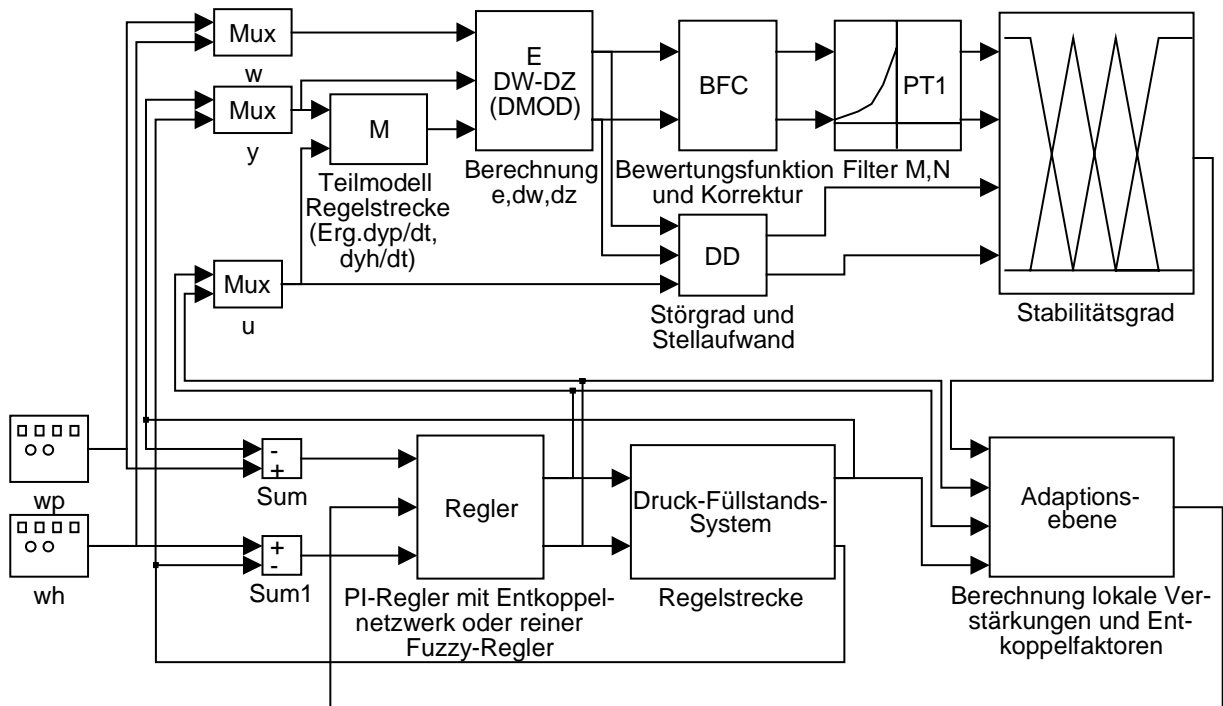 Mux
w
Mux
y
M
Teilmodell
Regelstrecke
(Erg.dyp/dt,
dyh/dt)
E
DW-DZ
(DMOD)
Berechnung
e,dw,dz
BFC
Bewertungsfunktion
und Korrektur
PT1
Filter M,N
Stabilitätsgrad
Mux
u
DD
Störgrad und
Stellaufwand
wp
wh
-
+
Sum
+
-
Sum1
Regler
PI-Regler mit Entkoppel-
netzwerk oder reiner
Fuzzy-Regler
Druck-Füllstands-
System
Regelstrecke
Adaptions-
ebene
Berechnung lokale Ver-
stärkungen und Ent-
koppelfaktoren